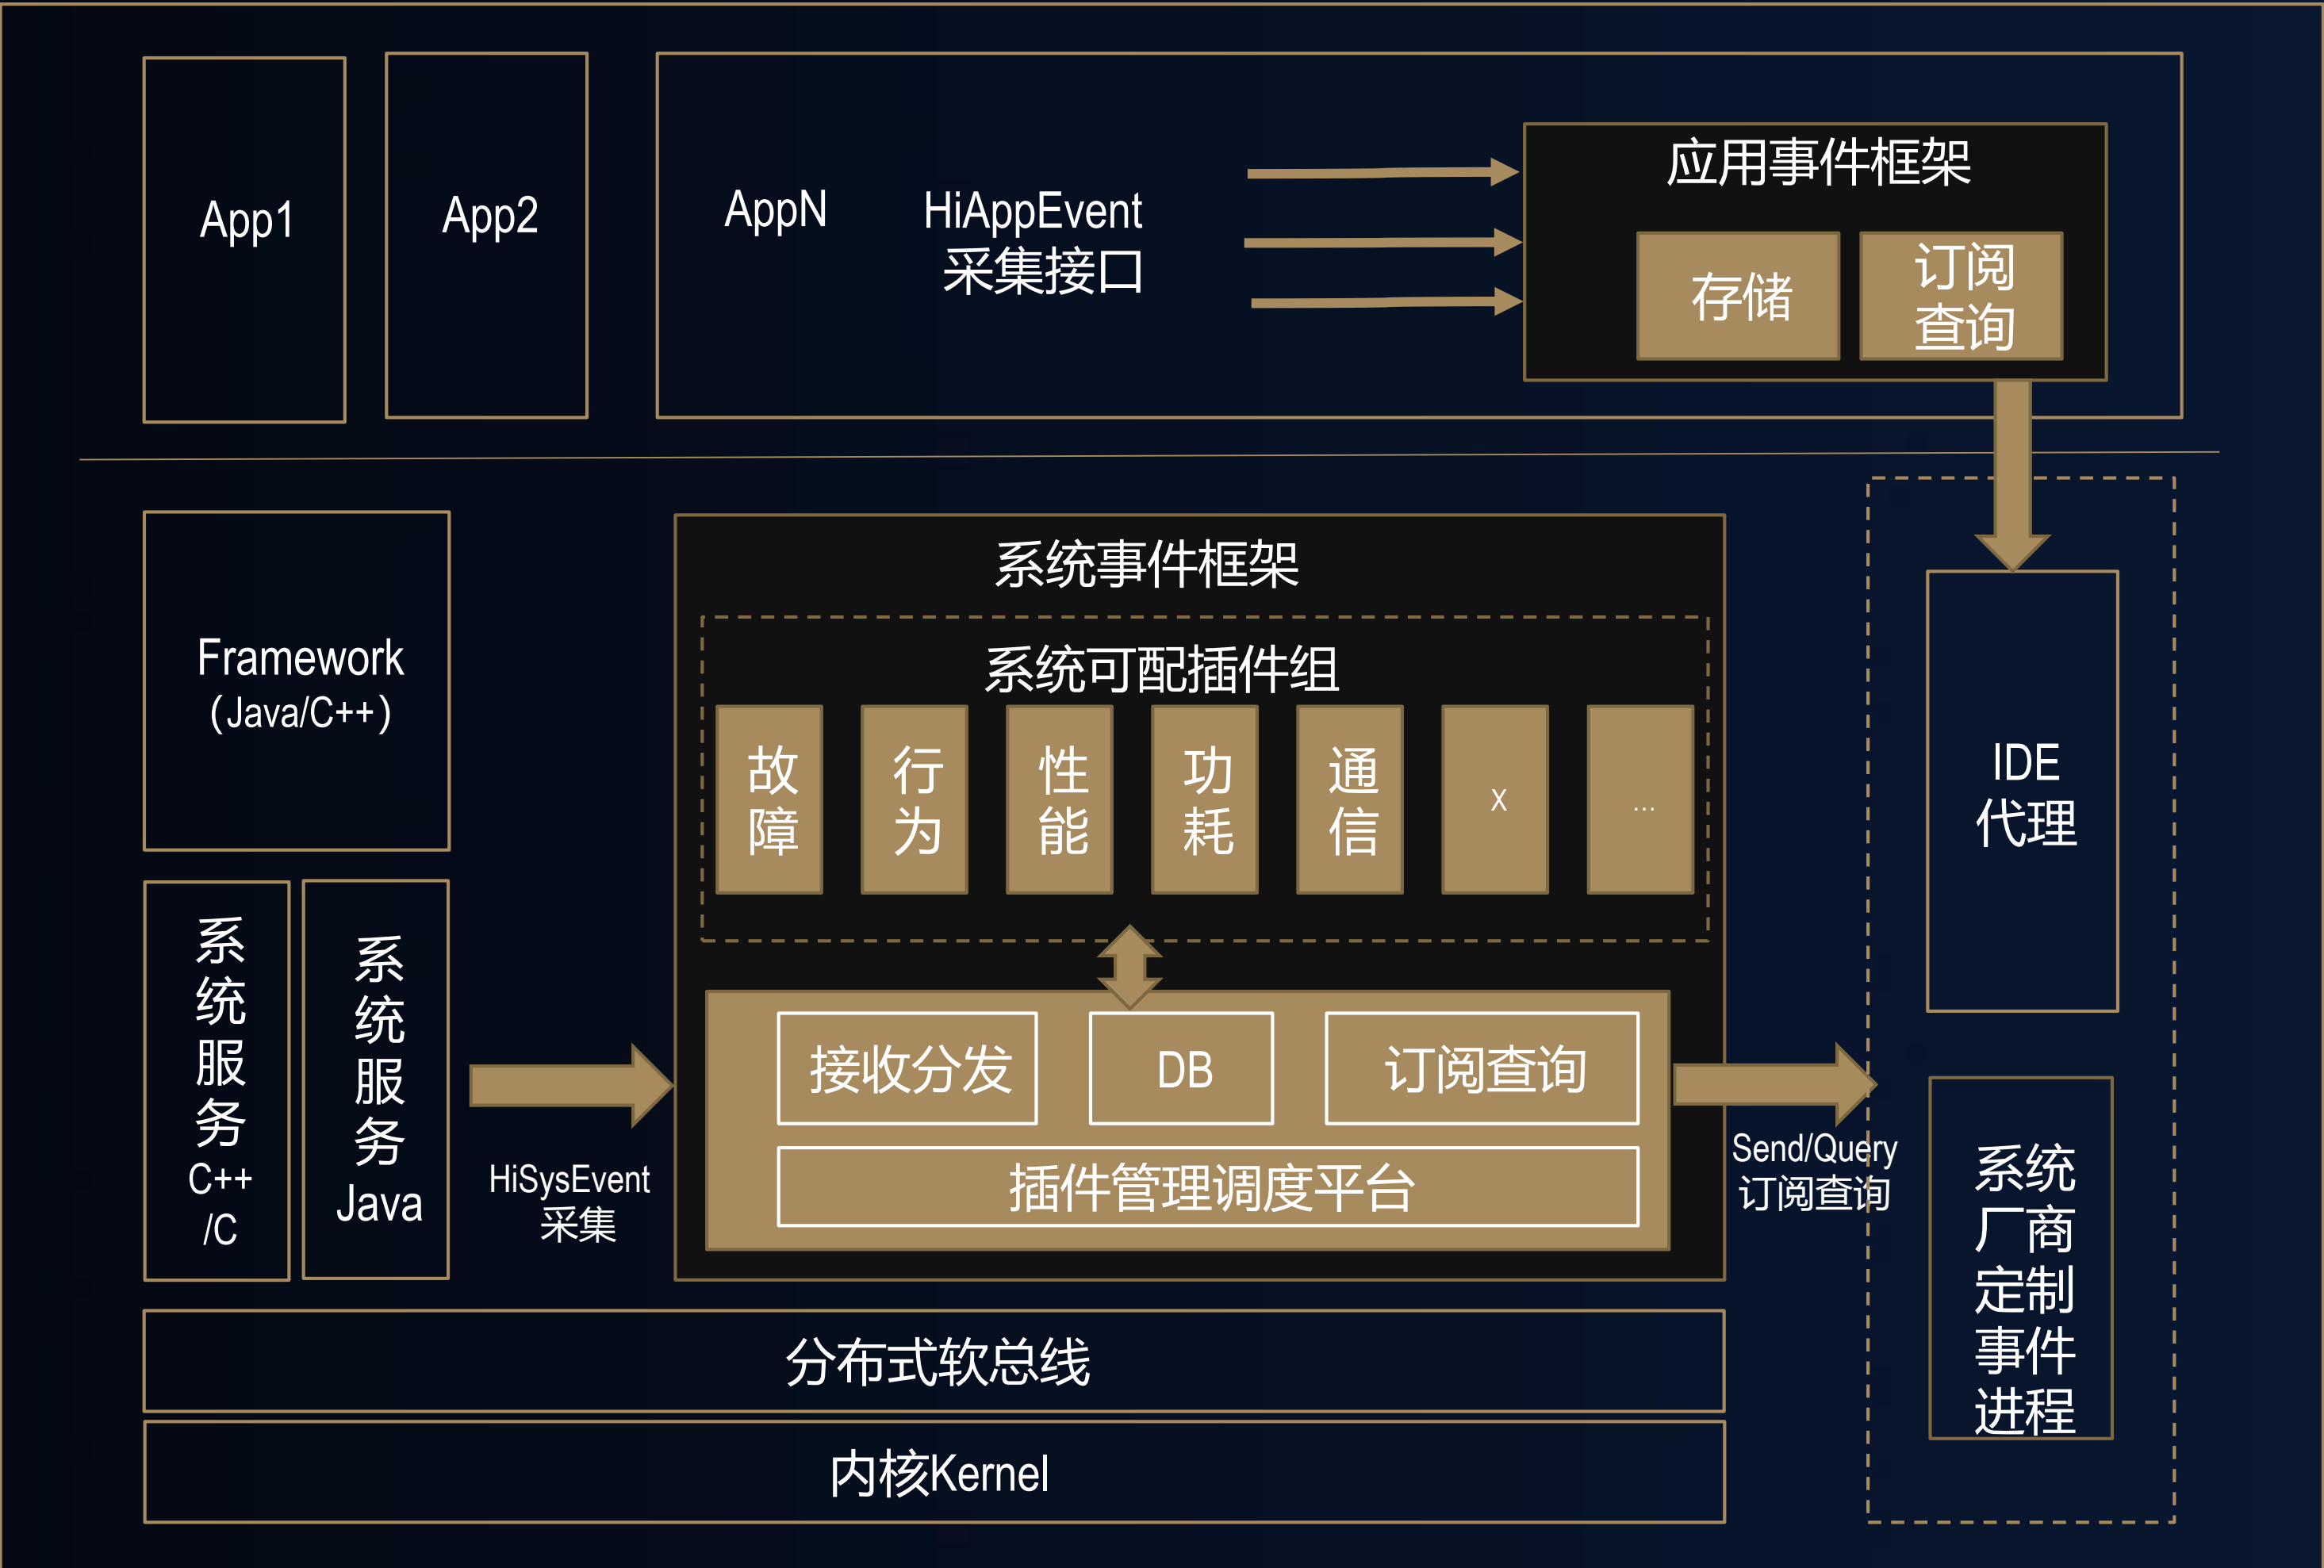 App1
App2
AppN
HiAppEvent
采集接口
应用事件框架
存储
订阅
查询
Framework
（Java/C++）
系
统
服
务
C++
/C
系
统
服
务
Java
HiSysEvent
采集
系统事件框架
系统可配插件组
故
障
行
为
性
能
功
耗
通
信
X
...
接收分发
DB
订阅查询
插件管理调度平台
Send/Query
订阅查询
IDE
代理
系统
厂商
定制
事件
进程
分布式软总线
内核Kernel